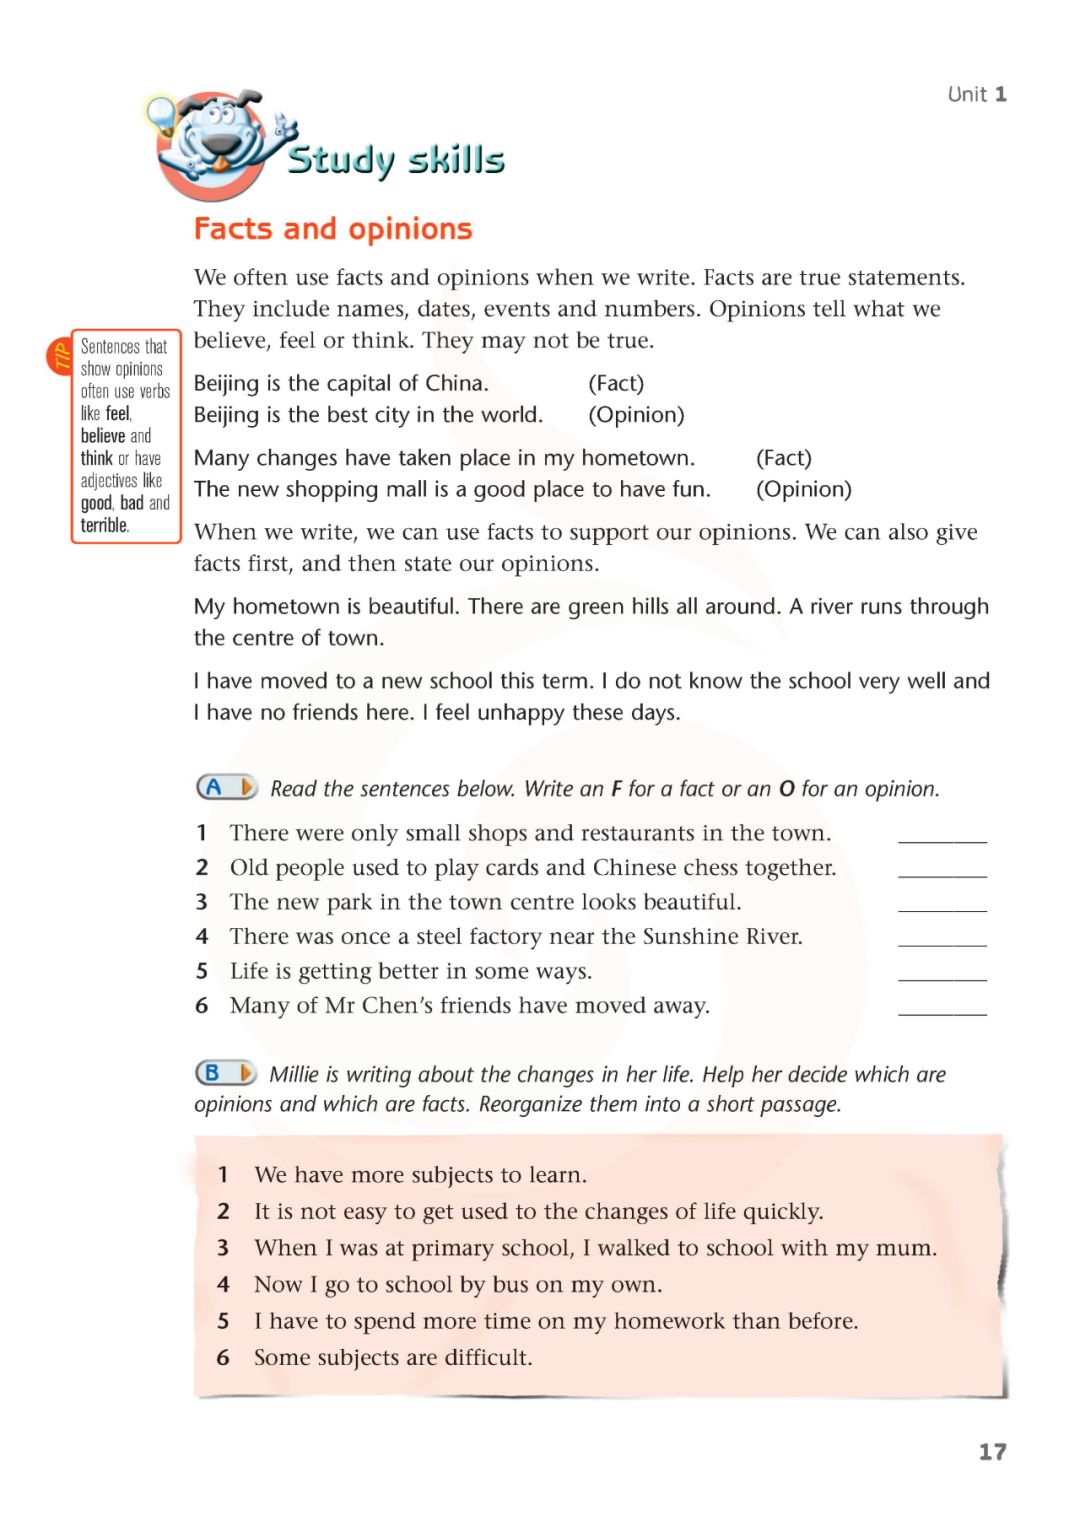 Unit 1
Study skills
Facts and opinions
We often use facts and opinions when we write. Facts are true statements.
They include names, dates, events and numbers. Opinions tell what we
believe, feel or think. They may not be true.
TIP
Sentences that
show opinions
often use verbs
like feel,
believe and
think or have
adjectives like
good, bad and
terrible.
Beijing is the capital of China. (Fact)
Beijing is the best city in the world. (Opinion)
Many changes have taken place in my hometown. (Fact)
The new shopping mall is a good place to have fun. (Opinion)
When we write, we can use facts to support our opinions. We can also give
facts first, and then state our opinions.
My hometown is beautiful. There are green hills all around. A river runs through
the centre of town.
I have moved to a new school this term. I do not know the school very well and
I have no friends here. I feel unhappy these days.
A Read the sentences below. Write an F for a fact or an O for an opinion.
1 There were only small shops and restaurants in the town. ________
2 Old people used to play cards and Chinese chess together. ________
3 The new park in the town centre looks beautiful. ________
4 There was once a steel factory near the Sunshine River. ________
5 Life is getting better in some ways. ________
6 Many of Mr Chen's friends have moved away. ________
B Millie is writing about the changes in her life. Help her decide which are
opinions and which are facts. Reorganize them into a short passage.
1 We have more subjects to learn.
2 It is not easy to get used to the changes of life quickly.
3 When I was at primary school, I walked to school with my mum.
4 Now I go to school by bus on my own.
5 I have to spend more time on my homework than before.
6 Some subjects are difficult.
17